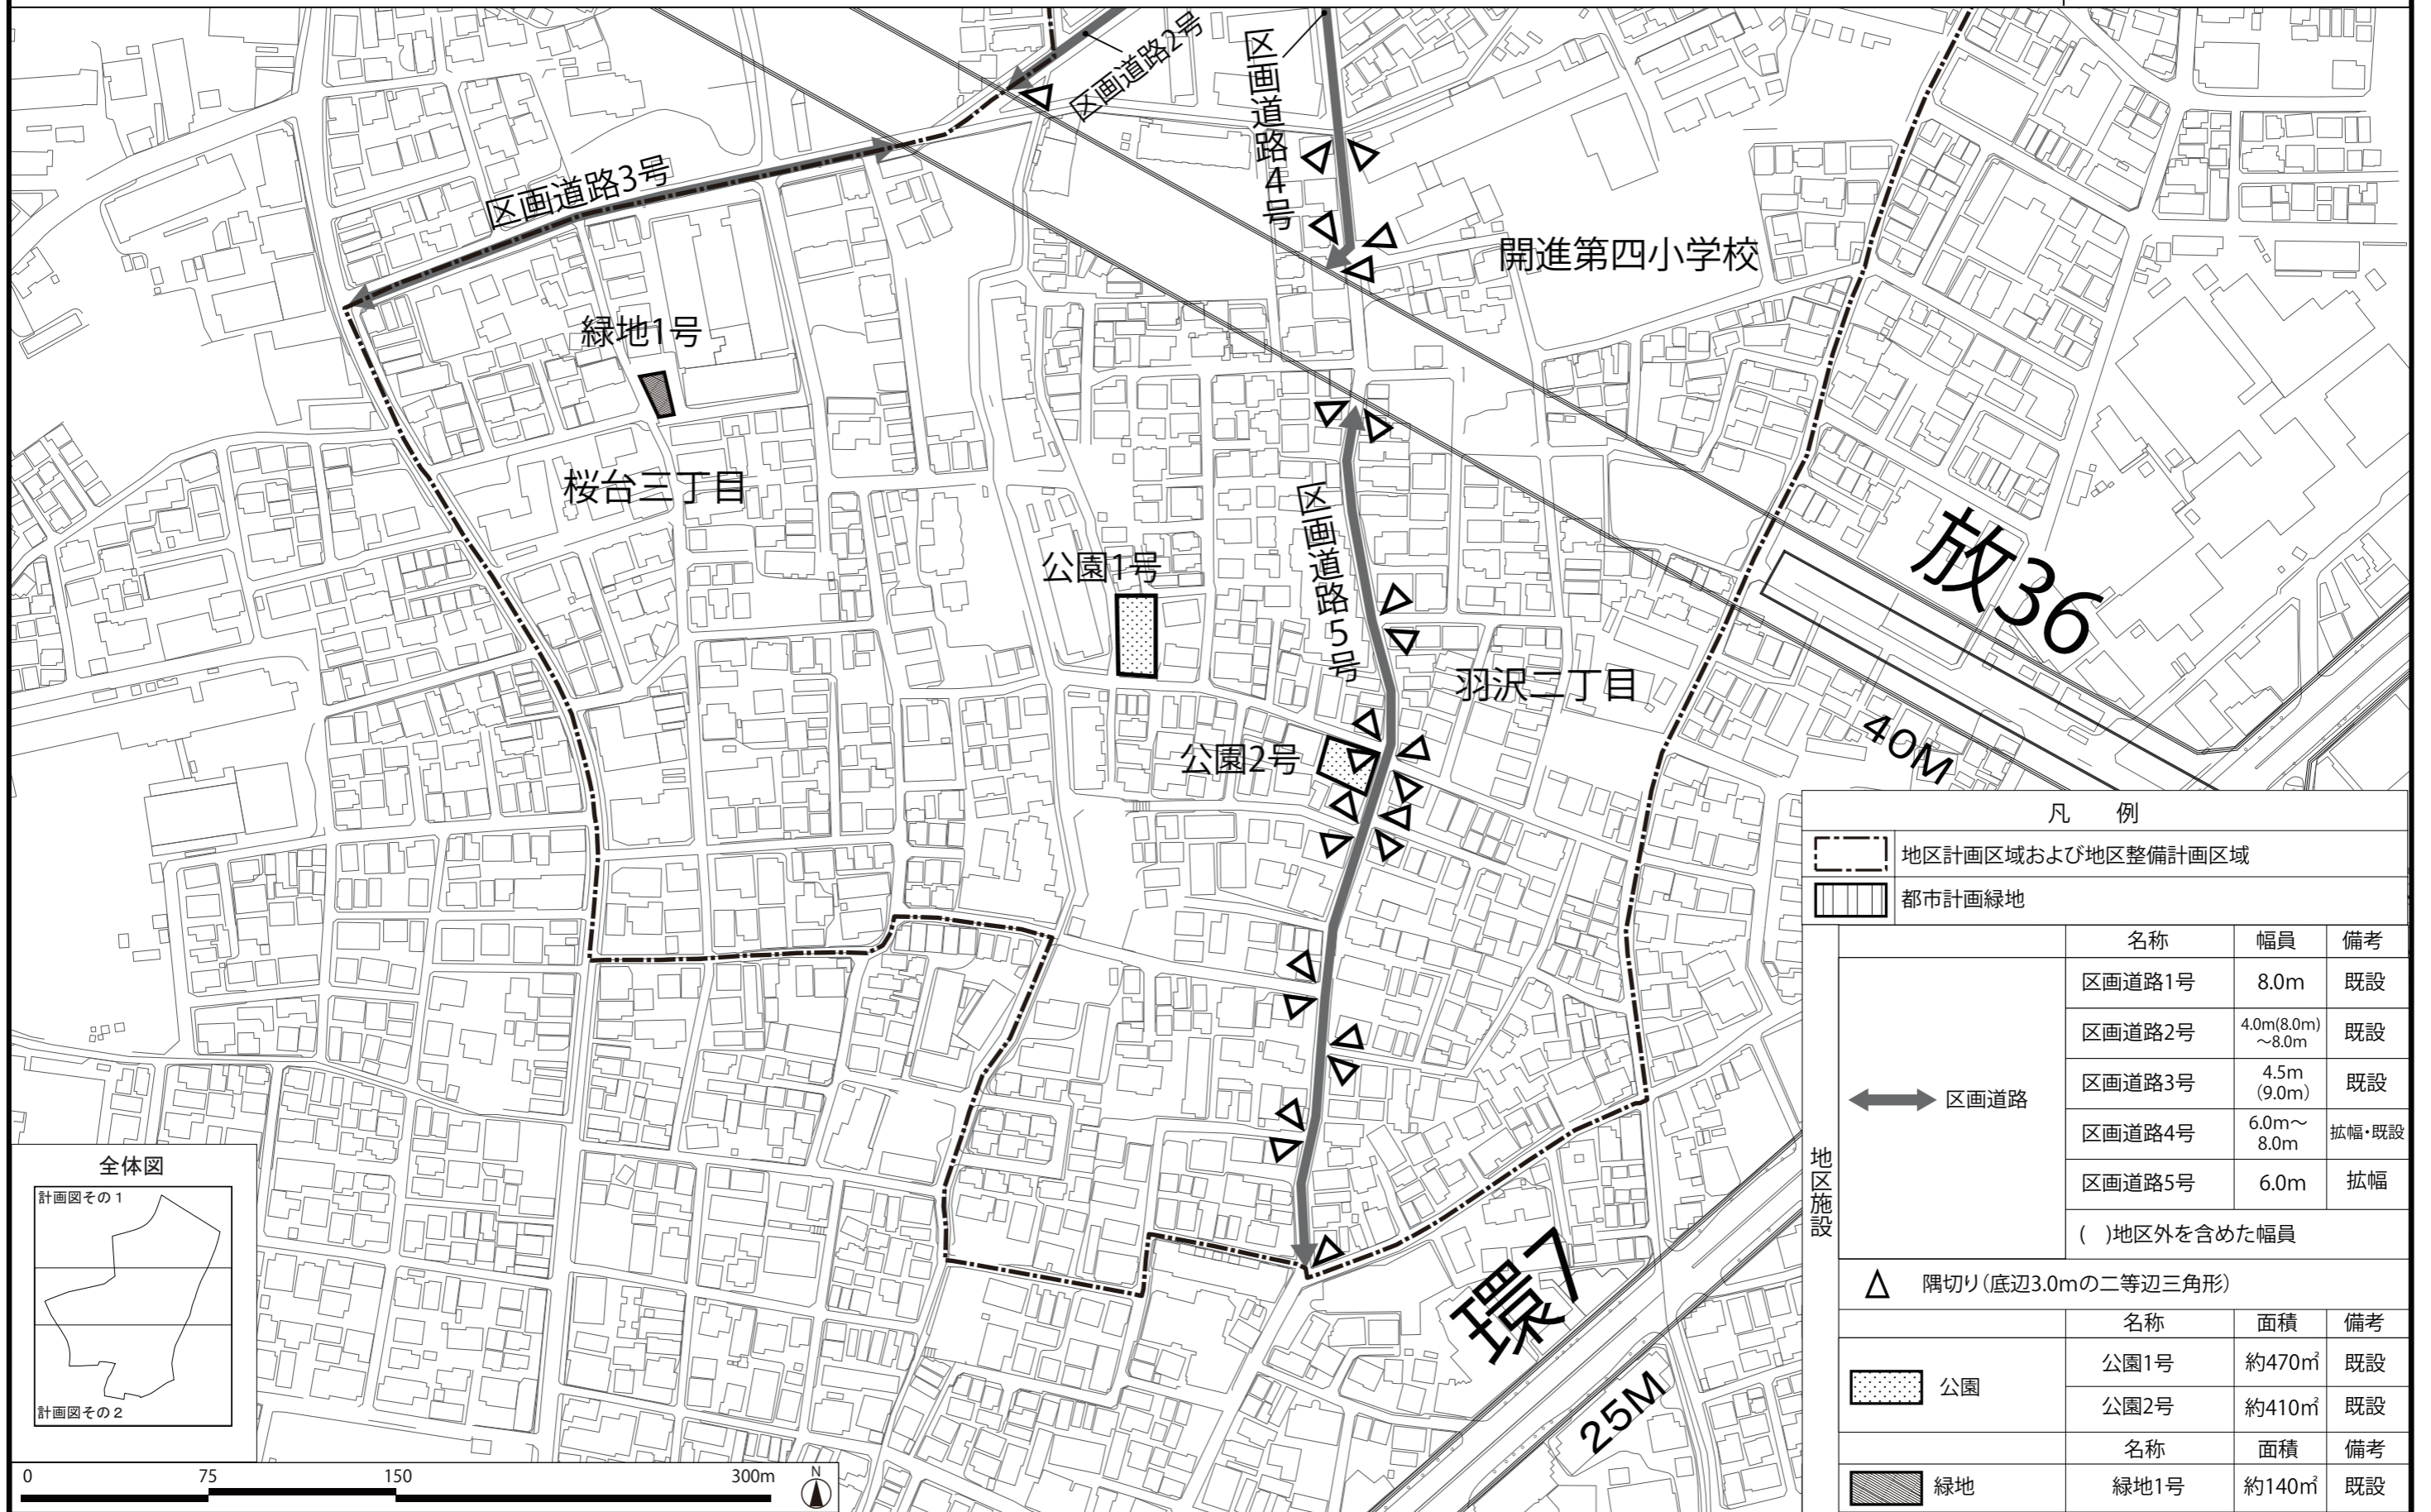 区画道路2号
区画道路2号
区画道路4号
区画道路3号
開進第四小学校
緑地1号
桜台三丁目
区画道路5号
公園1号
放36
羽沢二丁目
40M
公園2号
環7
25M
凡 例
地区計画区域および地区整備計画区域
都市計画緑地
地区施設
名称 幅員 備考
区画道路
区画道路1号 8.0m 既設
区画道路2号 4.0m(8.0m)
～8.0m 既設
区画道路3号 4.5m
(9.0m) 既設
区画道路4号 6.0m～
8.0m 拡幅・既設
区画道路5号 6.0m 拡幅
( )地区外を含めた幅員
隅切り(底辺3.0mの二等辺三角形)
名称 面積 備考
公園
公園1号 約470㎡ 既設
公園2号 約410㎡ 既設
名称 面積 備考
緑地 緑地1号 約140㎡ 既設
全体図
計画図その1
計画図その2
0 75 150 300m
N